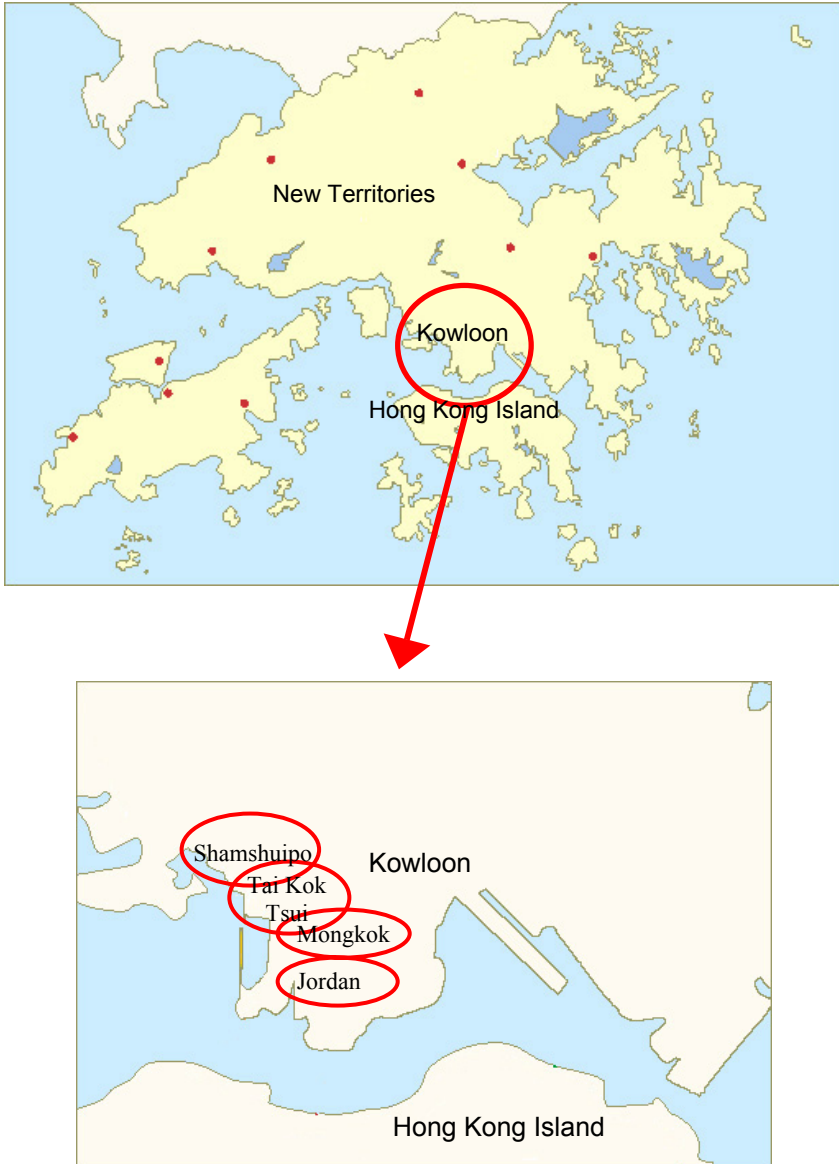 New Territories
Kowloon
Hong Kong Island
Shamshuipo
Kowloon
Tai Kok
Tsui
Mongkok
Jordan
Hong Kong Island